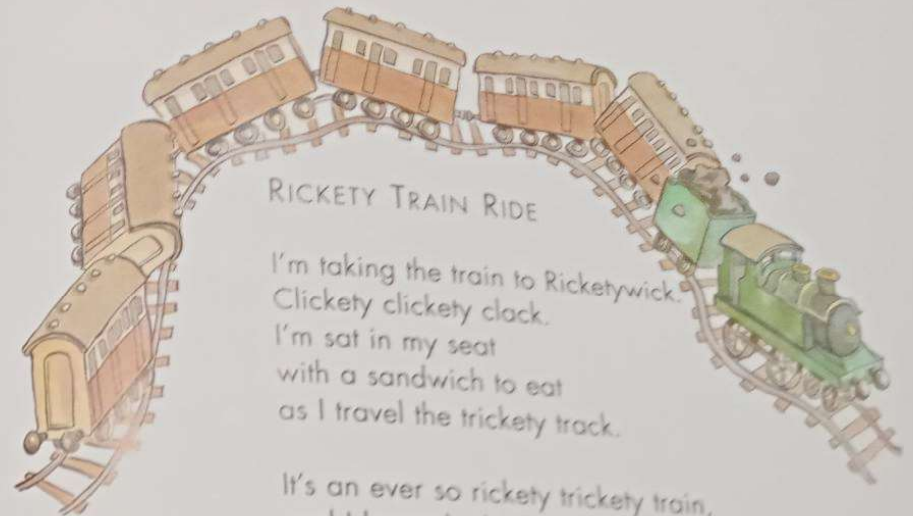 RICKETY TRAIN RIDE
I'm taking the train to Ricketywick.
Clickety clickety clack.
I'm sat in my seat
with a sandwich to eat
as I travel the trickety track.
It's an ever so rickety trickety train,